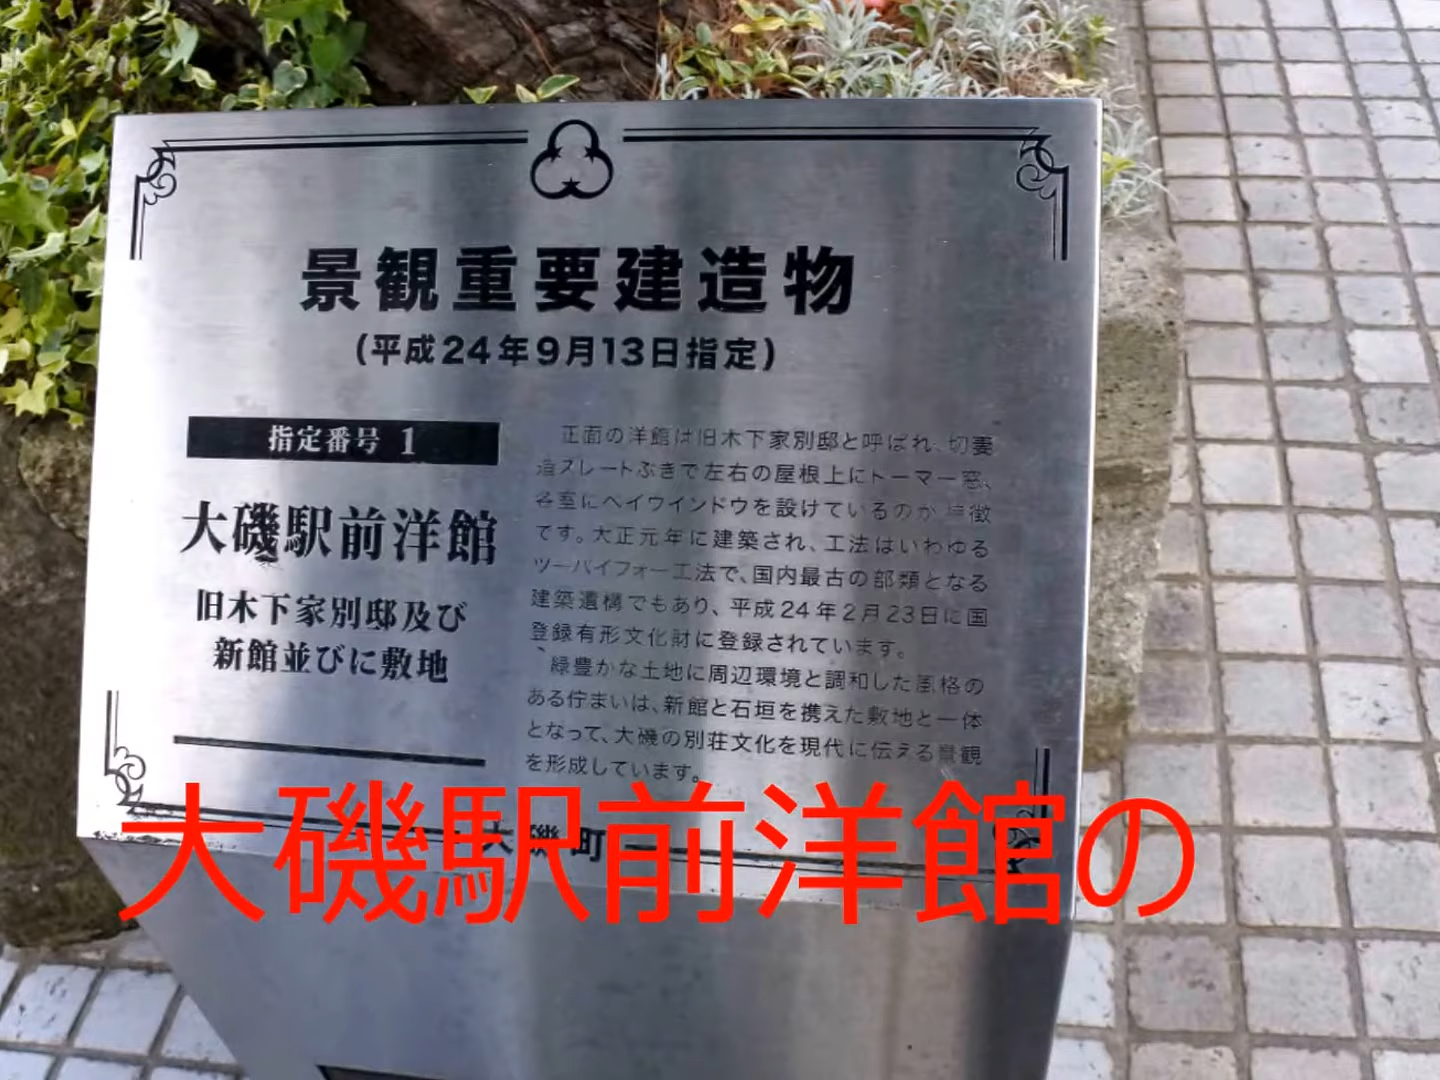 景観重要建造物
(平成24年9月13日指定)
指定番号 1
大磯駅前洋館
旧木下家別邸及び
新館並びに敷地
正面の洋館は旧木下家別邸と呼ばれ、切妻
造スレートぶきで左右の屋根上にドーマー窓、
各室にベイウインドウを設けているのが特徴
です。大正元年に建築され、工法はいわゆる
ツーバイフォー工法で、国内最古の部類となる
建築遺構でもあり、平成24年2月23日に国
登録有形文化財に登録されています。
緑豊かな土地に周辺環境と調和した風格の
ある佇まいは、新館と石垣を携えた敷地と一体
となって、大磯の別荘文化を現代に伝える景観
を形成しています。
大磯町
大磯駅前洋館の